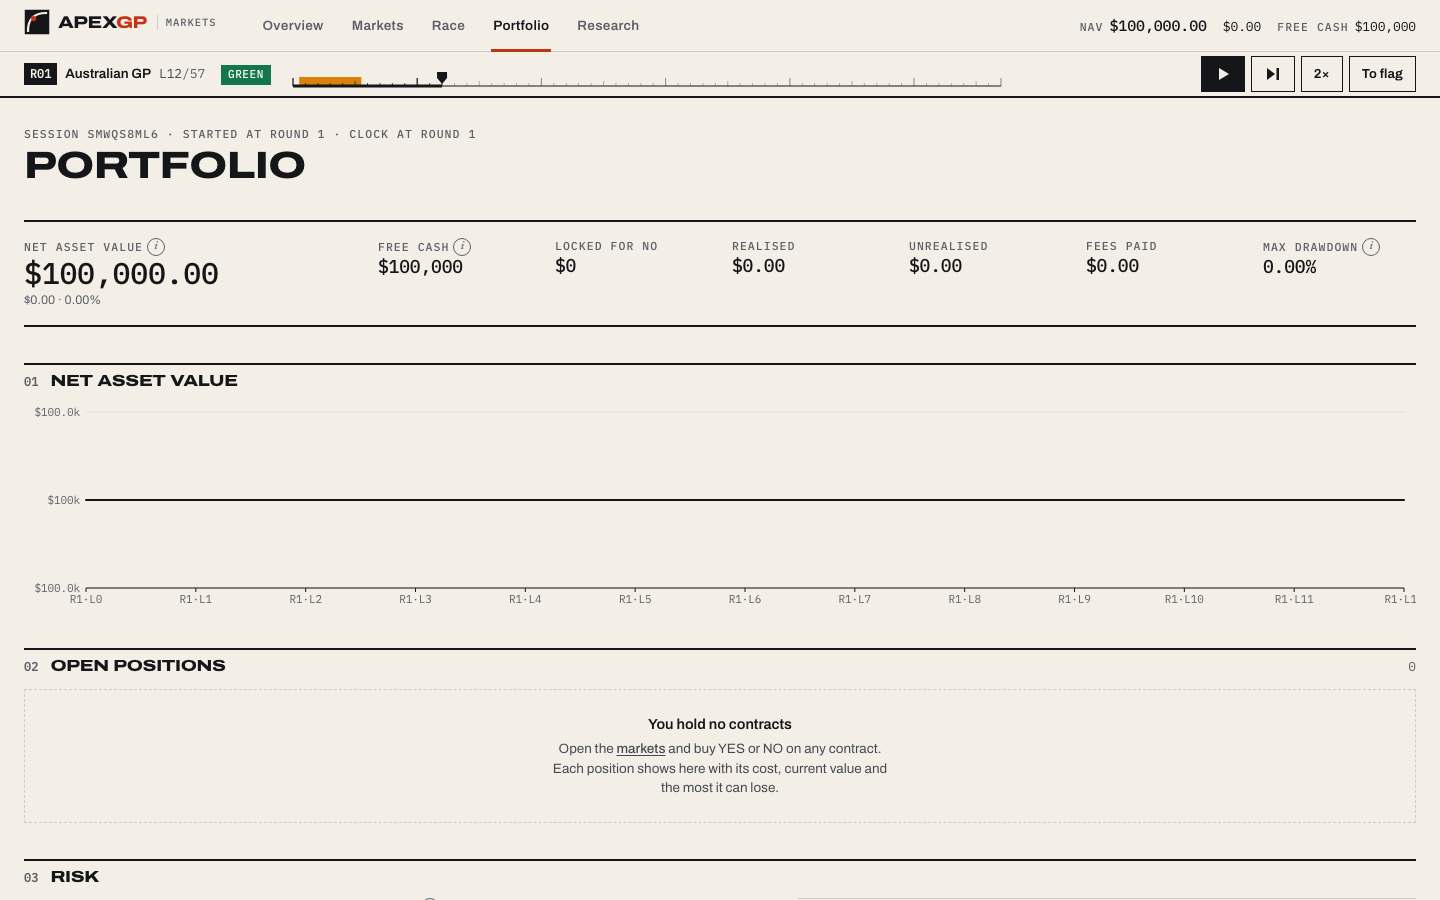 APEXGP MARKETS Overview Markets Race Portfolio Research NAV $100,000.00 $0.00 FREE CASH $100,000
R01 Australian GP L12/57 GREEN 2× To flag
SESSION SMWQS8ML6 · STARTED AT ROUND 1 · CLOCK AT ROUND 1
PORTFOLIO
NET ASSET VALUE i FREE CASH i LOCKED FOR NO REALISED UNREALISED FEES PAID MAX DRAWDOWN i
$100,000.00 $100,000 $0 $0.00 $0.00 $0.00 0.00%
$0.00 · 0.00%
01 NET ASSET VALUE
$100.0k
$100k
$100.0k
R1·L0 R1·L1 R1·L2 R1·L3 R1·L4 R1·L5 R1·L6 R1·L7 R1·L8 R1·L9 R1·L10 R1·L11 R1·L1
02 OPEN POSITIONS 0
You hold no contracts
Open the markets and buy YES or NO on any contract.
Each position shows here with its cost, current value and
the most it can lose.
03 RISK